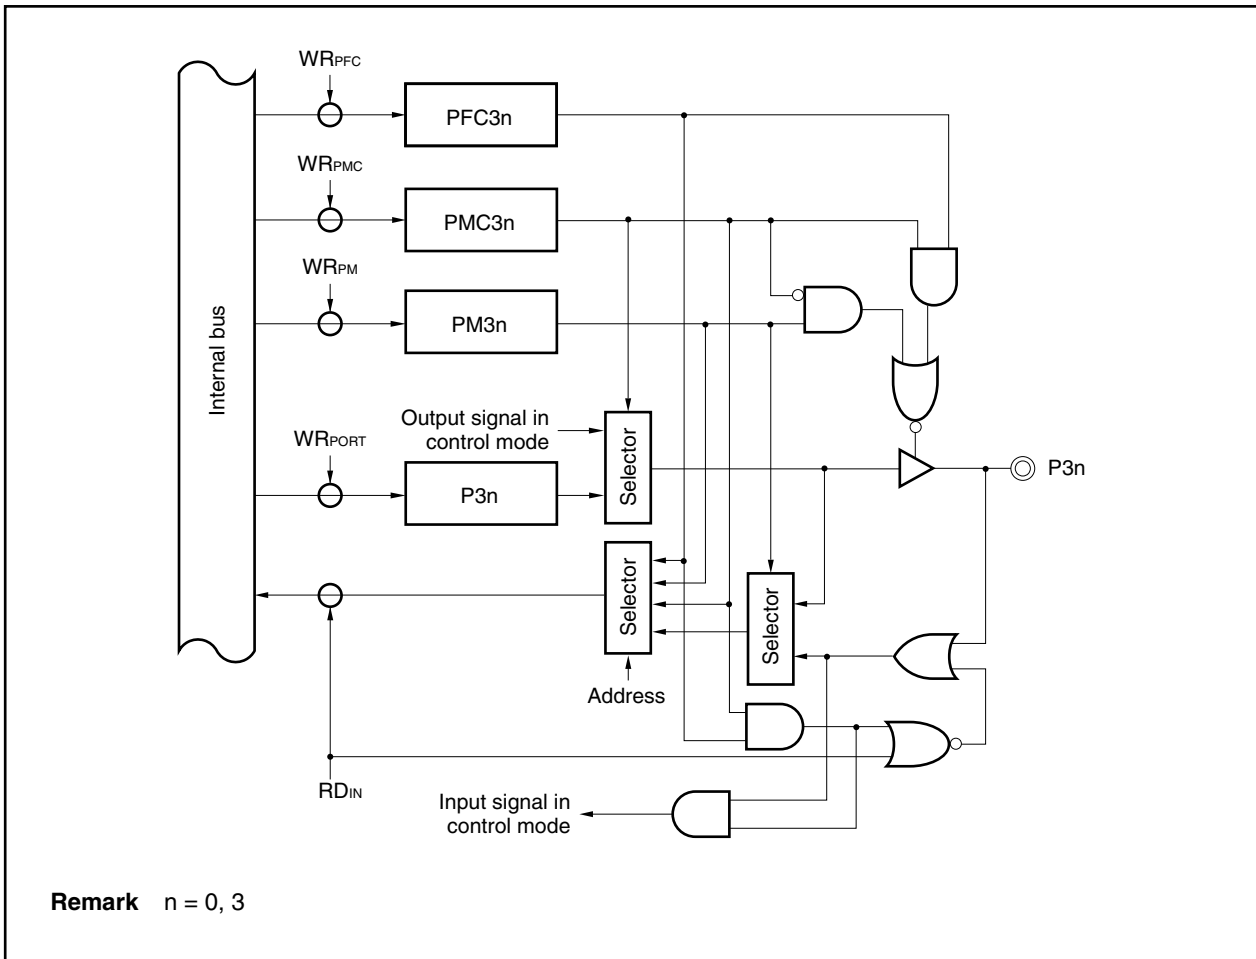 WRPFC
PFC3n
WRPMC
PMC3n
WRPM
PM3n
Internal bus
Output signal in
control mode
Selector
WRPORT
P3n
P3n
Selector
Selector
Address
RDIN
Input signal in
control mode
Remark n = 0, 3